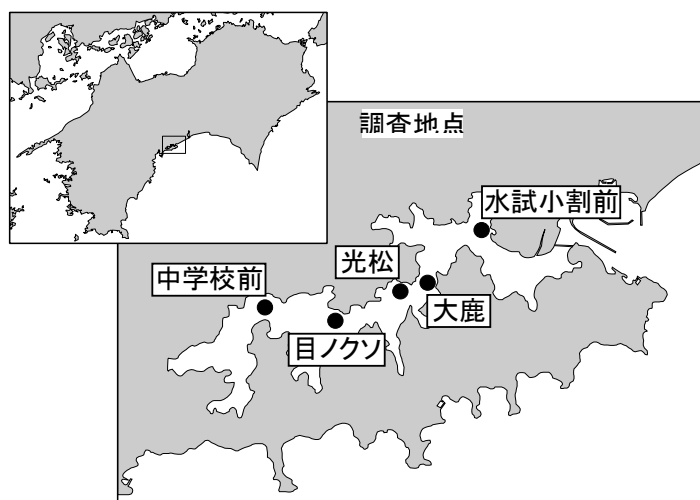 調査地点
水試小割前
光松
中学校前
大鹿
目ノクソ